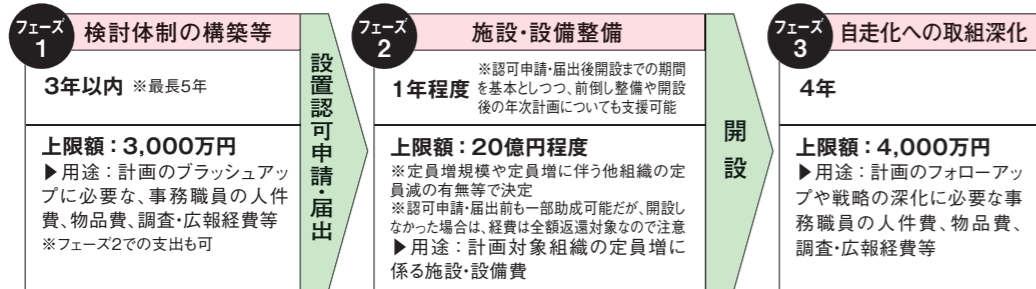 フェーズ
1
検討体制の構築等
3年以内 ※最長5年
上限額：3,000万円
▶用途：計画のブラッシュアッ
プに必要な、事務職員の人件
費、物品費、調査・広報経費等
※フェーズ2での支出も可
設置認可申請・届出
フェーズ
2
施設・設備整備
1年程度
※認可申請・届出後開設までの期間
を基本としつつ、前倒し整備や開設
後の年次計画についても支援可能
上限額：20億円程度
※定員増規模や定員増に伴う他組織の定
員減の有無等で決定
※認可申請・届出前も一部助成可能だが、開設し
なかった場合は、経費は全額返還対象なので注意
▶用途：計画対象組織の定員増に
係る施設・設備費
開設
フェーズ
3
自走化への取組深化
4年
上限額：4,000万円
▶用途：計画のフォローアッ
プや戦略の深化に必要な事
務職員の人件費、物品費、
調査・広報経費等